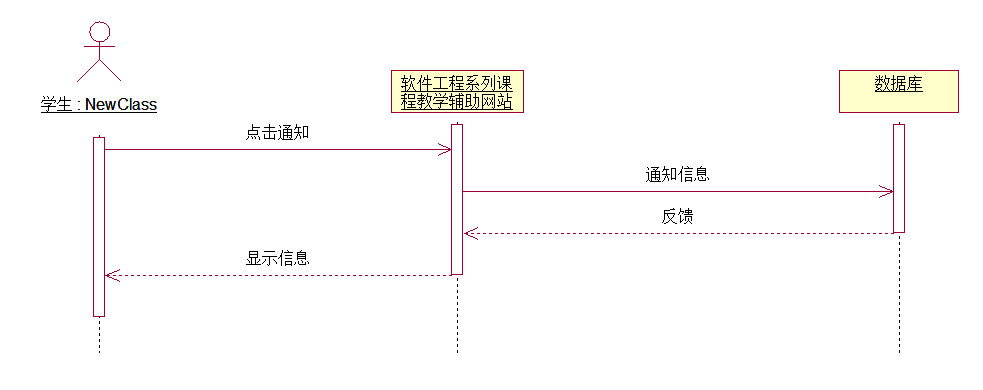 学生 : NewClass
软件工程系列课
程教学辅助网站
数据库
点击通知
通知信息
反馈
显示信息